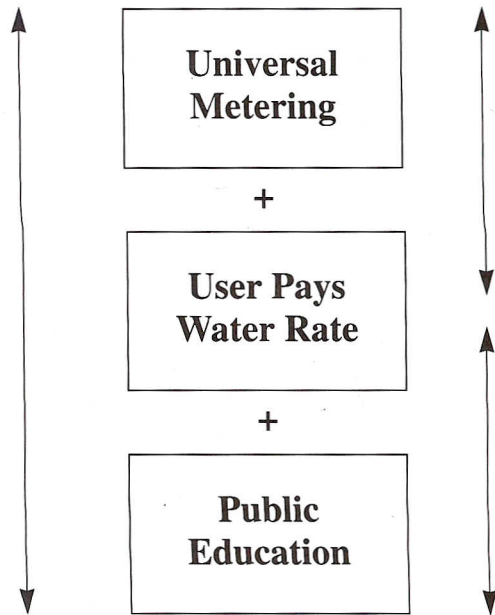 Universal
Metering
+
User Pays
Water Rate
+
Public
Education